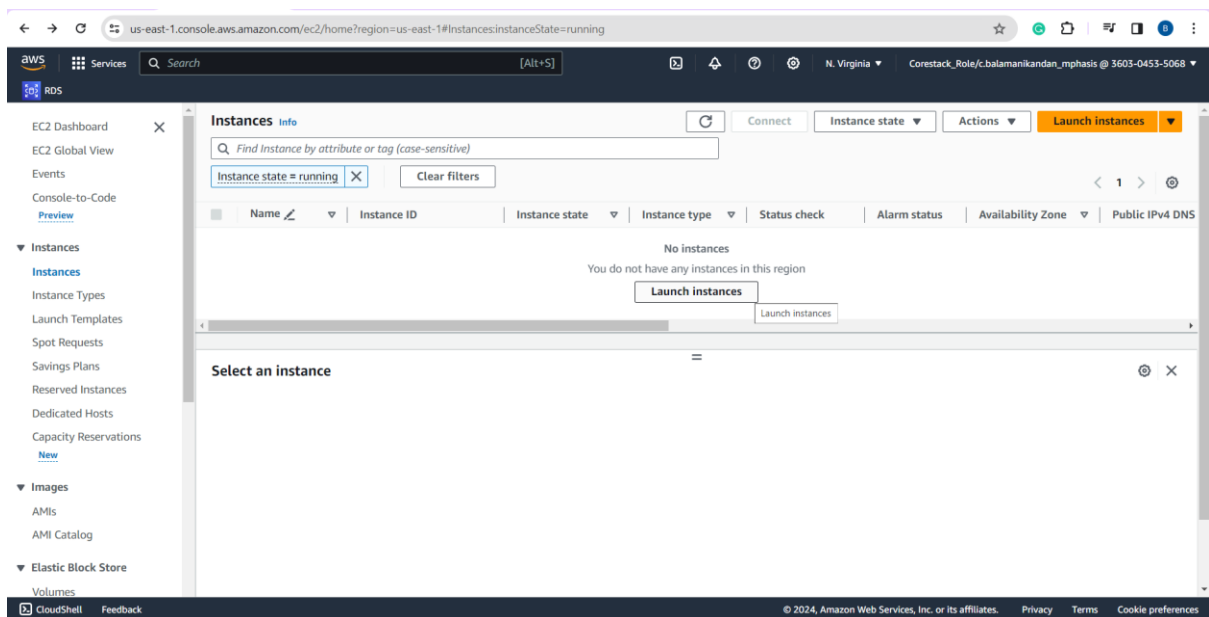 us-east-1.console.aws.amazon.com/ec2/home?region=us-east-1#Instances:instanceState=running
B
aws Services Search [Alt+S] N. Virginia ▼ Corestack_Role/c.balamanikandan_mphasis @ 3603-0453-5068 ▼
RDS
EC2 Dashboard
EC2 Global View
Events
Console-to-Code
Preview
Instances
Instances
Instance Types
Launch Templates
Spot Requests
Savings Plans
Reserved Instances
Dedicated Hosts
Capacity Reservations
New
Images
AMIs
AMI Catalog
Elastic Block Store
Volumes
Instances Info Connect Instance state ▼ Actions ▼ Launch instances ▼
Find Instance by attribute or tag (case-sensitive)
Instance state = running Clear filters 1
Name Instance ID Instance state Instance type Status check Alarm status Availability Zone Public IPv4 DNS
No instances
You do not have any instances in this region
Launch instances
Launch instances
Select an instance
CloudShell Feedback © 2024, Amazon Web Services, Inc. or its affiliates. Privacy Terms Cookie preferences